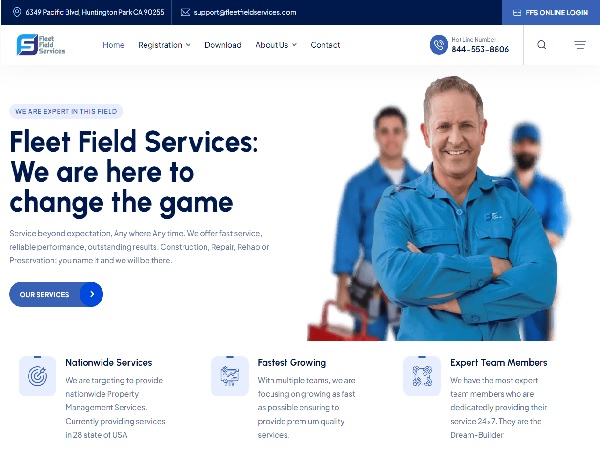 6349 Pacific Blvd, Huntington Park CA 90255
support@fleetfieldservices.com
FFS ONLINE LOGIN
Fleet
Field
Services
Home
Registration
Download
About Us
Contact
Hot Line Number
844-553-8606
WE ARE EXPERT IN THIS FIELD
Fleet Field Services:
We are here to
change the game
Service beyond expectation, Any where Any time. We offer fast service,
reliable performance, outstanding results. Construction, Repair, Rehab or
Preservation: you name it and we will be there.
OUR SERVICES
Nationwide Services
We are targeting to provide
nationwide Property
Management Services.
Currently providing services
in 28 state of USA
Fastest Growing
With multiple teams, we are
focusing on growing as fast
as possible ensuring to
provide premium quality
services.
Expert Team Members
We have the most expert
team members who are
dedicatedly providing their
service 24×7. They are the
Dream-Builder